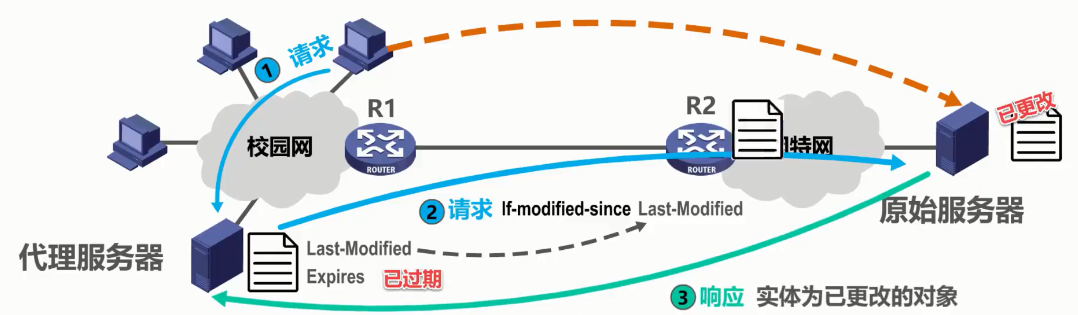 1 请求
R1
R2
校园网
ROUTER
ROUTER
特网
已更改
2 请求 If-modified-since Last-Modified
原始服务器
代理服务器
Last-Modified
Expires 已过期
3 响应 实体为已更改的对象